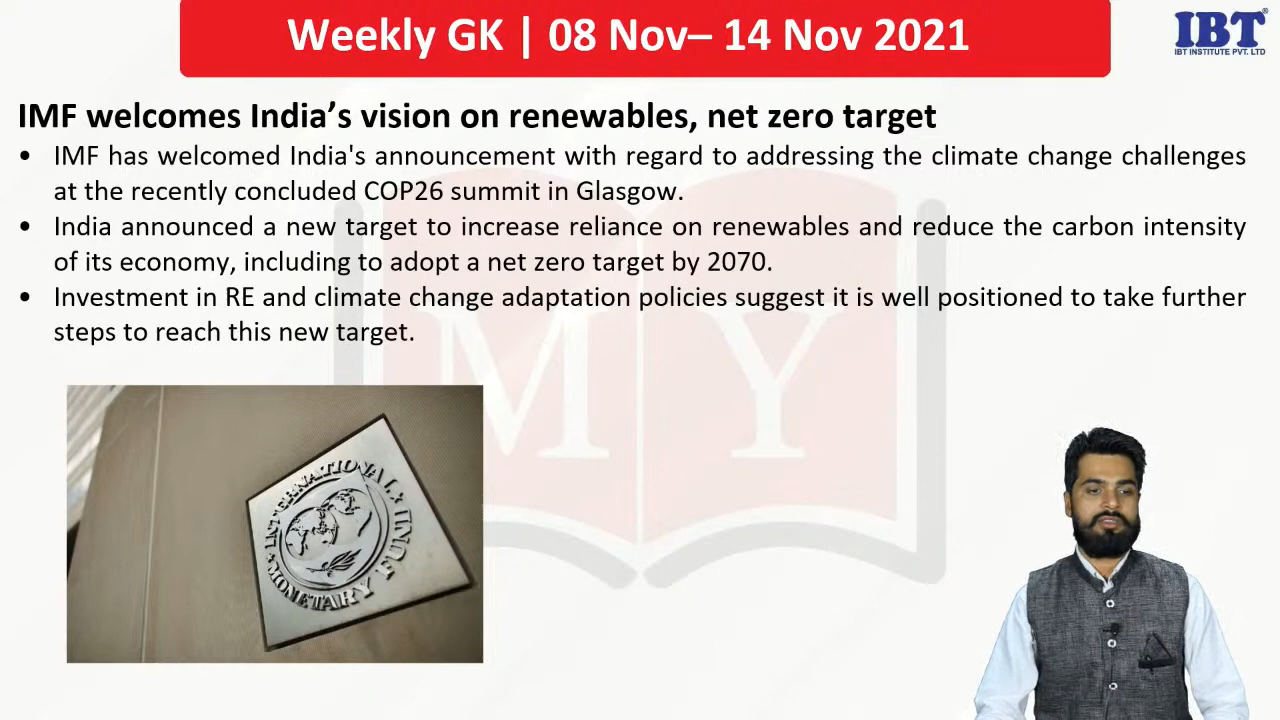 Weekly GK | 08 Nov– 14 Nov 2021
IBT®
IBT INSTITUTE PVT. LTD
IMF welcomes India’s vision on renewables, net zero target
• IMF has welcomed India's announcement with regard to addressing the climate change challenges
at the recently concluded COP26 summit in Glasgow.
• India announced a new target to increase reliance on renewables and reduce the carbon intensity
of its economy, including to adopt a net zero target by 2070.
• Investment in RE and climate change adaptation policies suggest it is well positioned to take further
steps to reach this new target.
M Y
INTERNATIONAL
MONETARY FUND